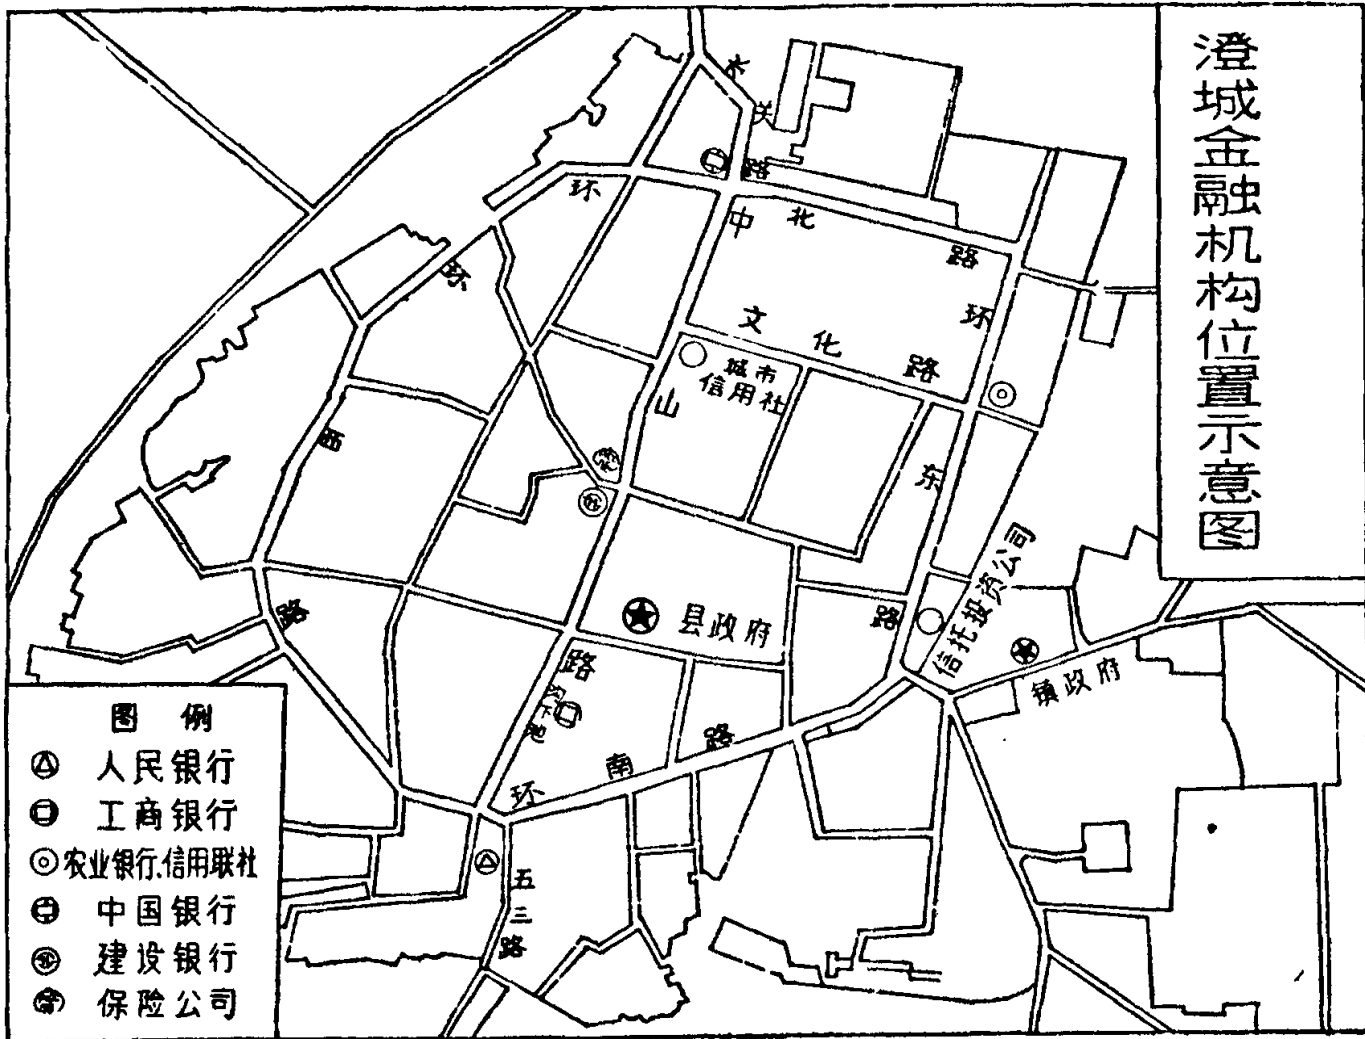 澄城金融机构位置示意图
水关路
环北路
中山路
环西路
文化路
城市
信用社
环东路
县政府
信托投资公司
镇政府
环南路
五三路
图 例
人民银行
工商银行
农业银行.信用联社
中国银行
建设银行
保险公司